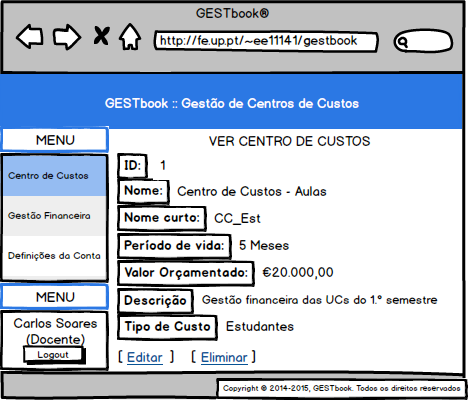 GESTbook®
http://fe.up.pt/~ee11141/gestbook
GESTbook :: Gestão de Centros de Custos
MENU
Centro de Custos
Gestão Financeira
Definições da Conta
MENU
Carlos Soares
(Docente)
Logout
VER CENTRO DE CUSTOS
ID: 1
Nome: Centro de Custos - Aulas
Nome curto: CC_Est
Período de vida: 5 Meses
Valor Orçamentado: €20.000,00
Descrição Gestão financeira das UCs do 1.º semestre
Tipo de Custo Estudantes
[ Editar ] [ Eliminar ]
Copyright © 2014-2015, GESTbook. Todos os direitos reservados